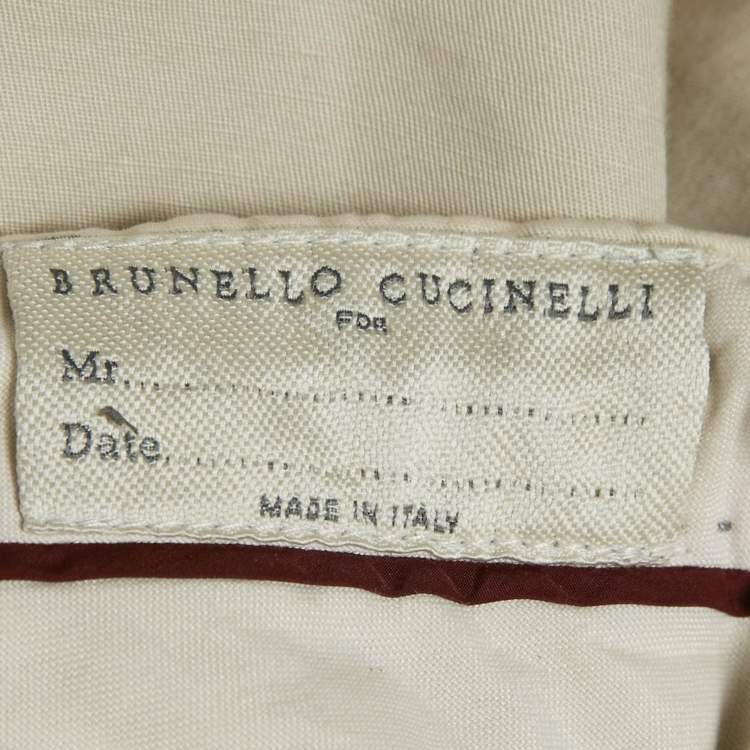 BRUNELLO CUCINELLI
FOR
Mr.
Date
MADE IN ITALY